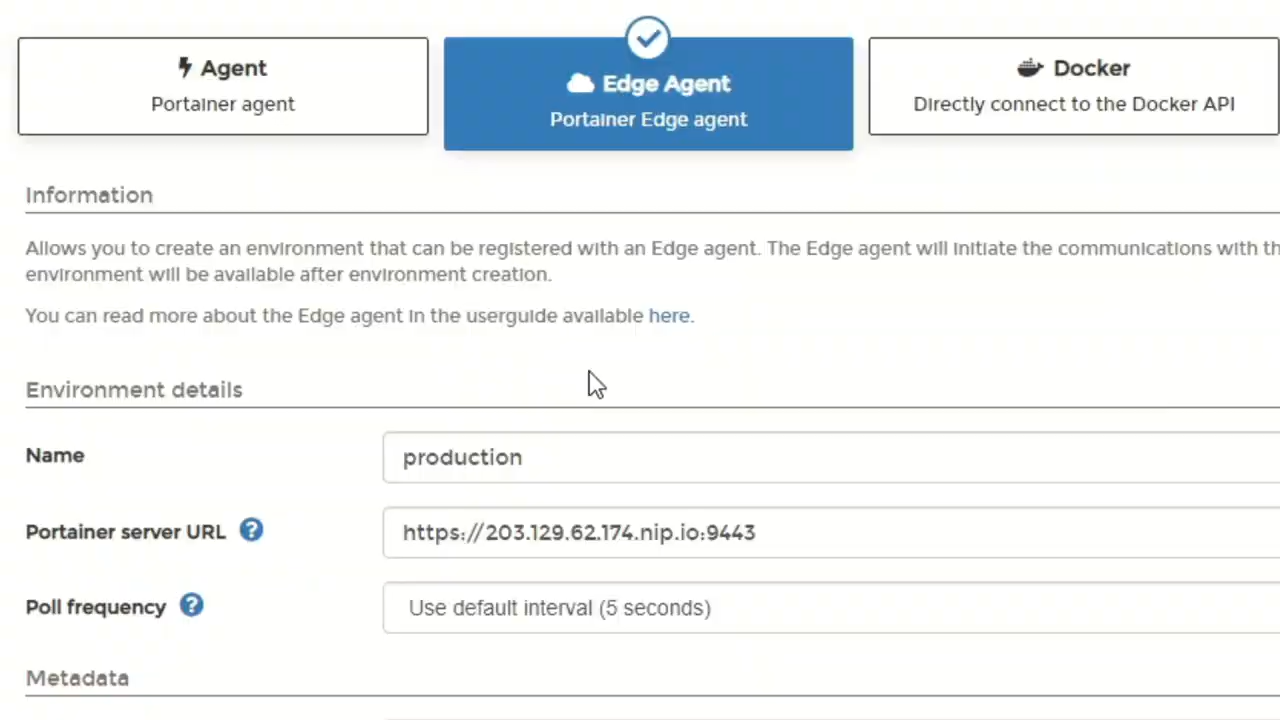 Agent
Portainer agent
Edge Agent
Portainer Edge agent
Docker
Directly connect to the Docker API
Information
Allows you to create an environment that can be registered with an Edge agent. The Edge agent will initiate the communications with th
environment will be available after environment creation.
You can read more about the Edge agent in the userguide available here.
Environment details
Name
production
Portainer server URL
https://203.129.62.174.nip.io:9443
Poll frequency
Use default interval (5 seconds)
Metadata